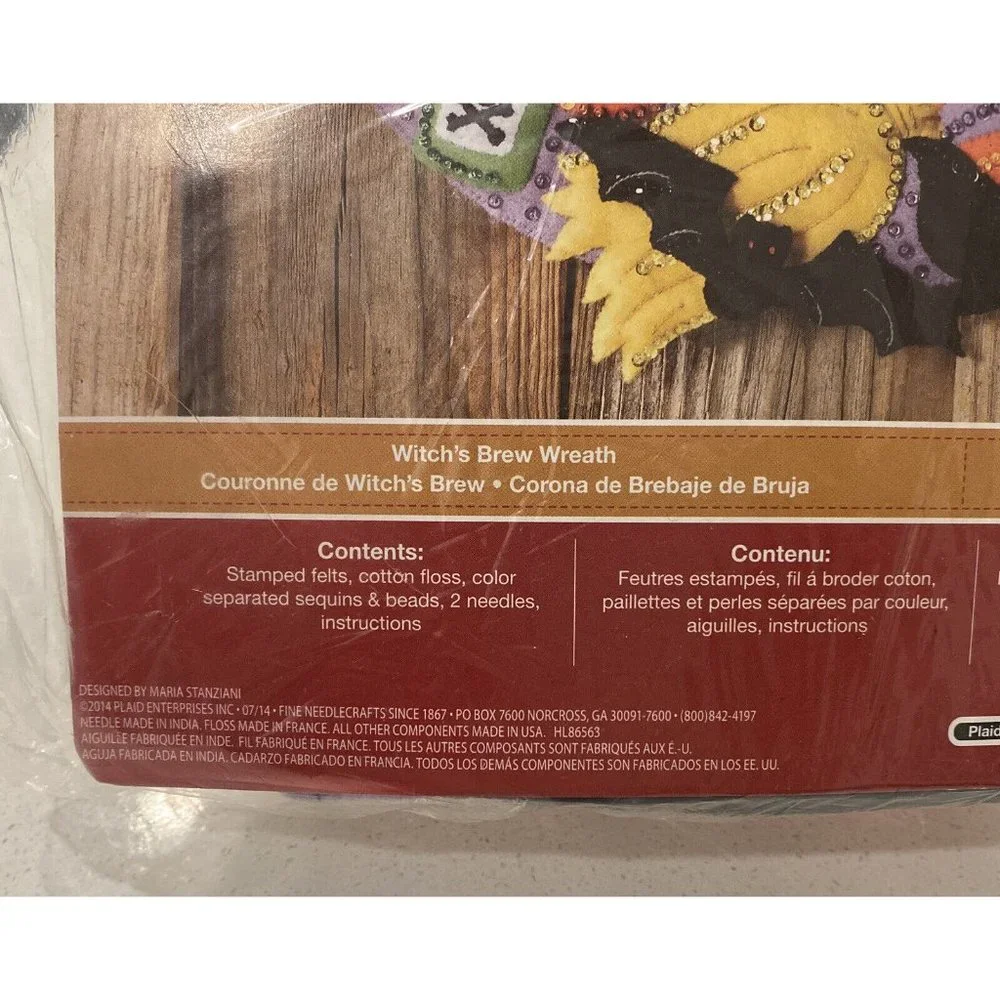 Witch's Brew Wreath
Couronne de Witch's Brew • Corona de Brebaje de Bruja
Contents:
Stamped felts, cotton floss, color
separated sequins & beads, 2 needles,
instructions
Contenu:
Feutres estampés, fil á broder coton,
paillettes et perles séparées par couleur,
aiguilles, instructions
DESIGNED BY MARIA STANZIANI
©2014 PLAID ENTERPRISES INC • 07/14 • FINE NEEDLECRAFTS SINCE 1867 • PO BOX 7600 NORCROSS, GA 30091-7600 • (800)842-4197
NEEDLE MADE IN INDIA. FLOSS MADE IN FRANCE. ALL OTHER COMPONENTS MADE IN USA. HL86563
AIGUILLE FABRIQUÉE EN INDE. FIL FABRIQUÉ EN FRANCE. TOUS LES AUTRES COMPOSANTS SONT FABRIQUÉS AUX É.-U.
AGUJA FABRICADA EN INDIA. CADARZO FABRICADO EN FRANCIA. TODOS LOS DEMÁS COMPONENTES SON FABRICADOS EN LOS EE. UU.
Plaid